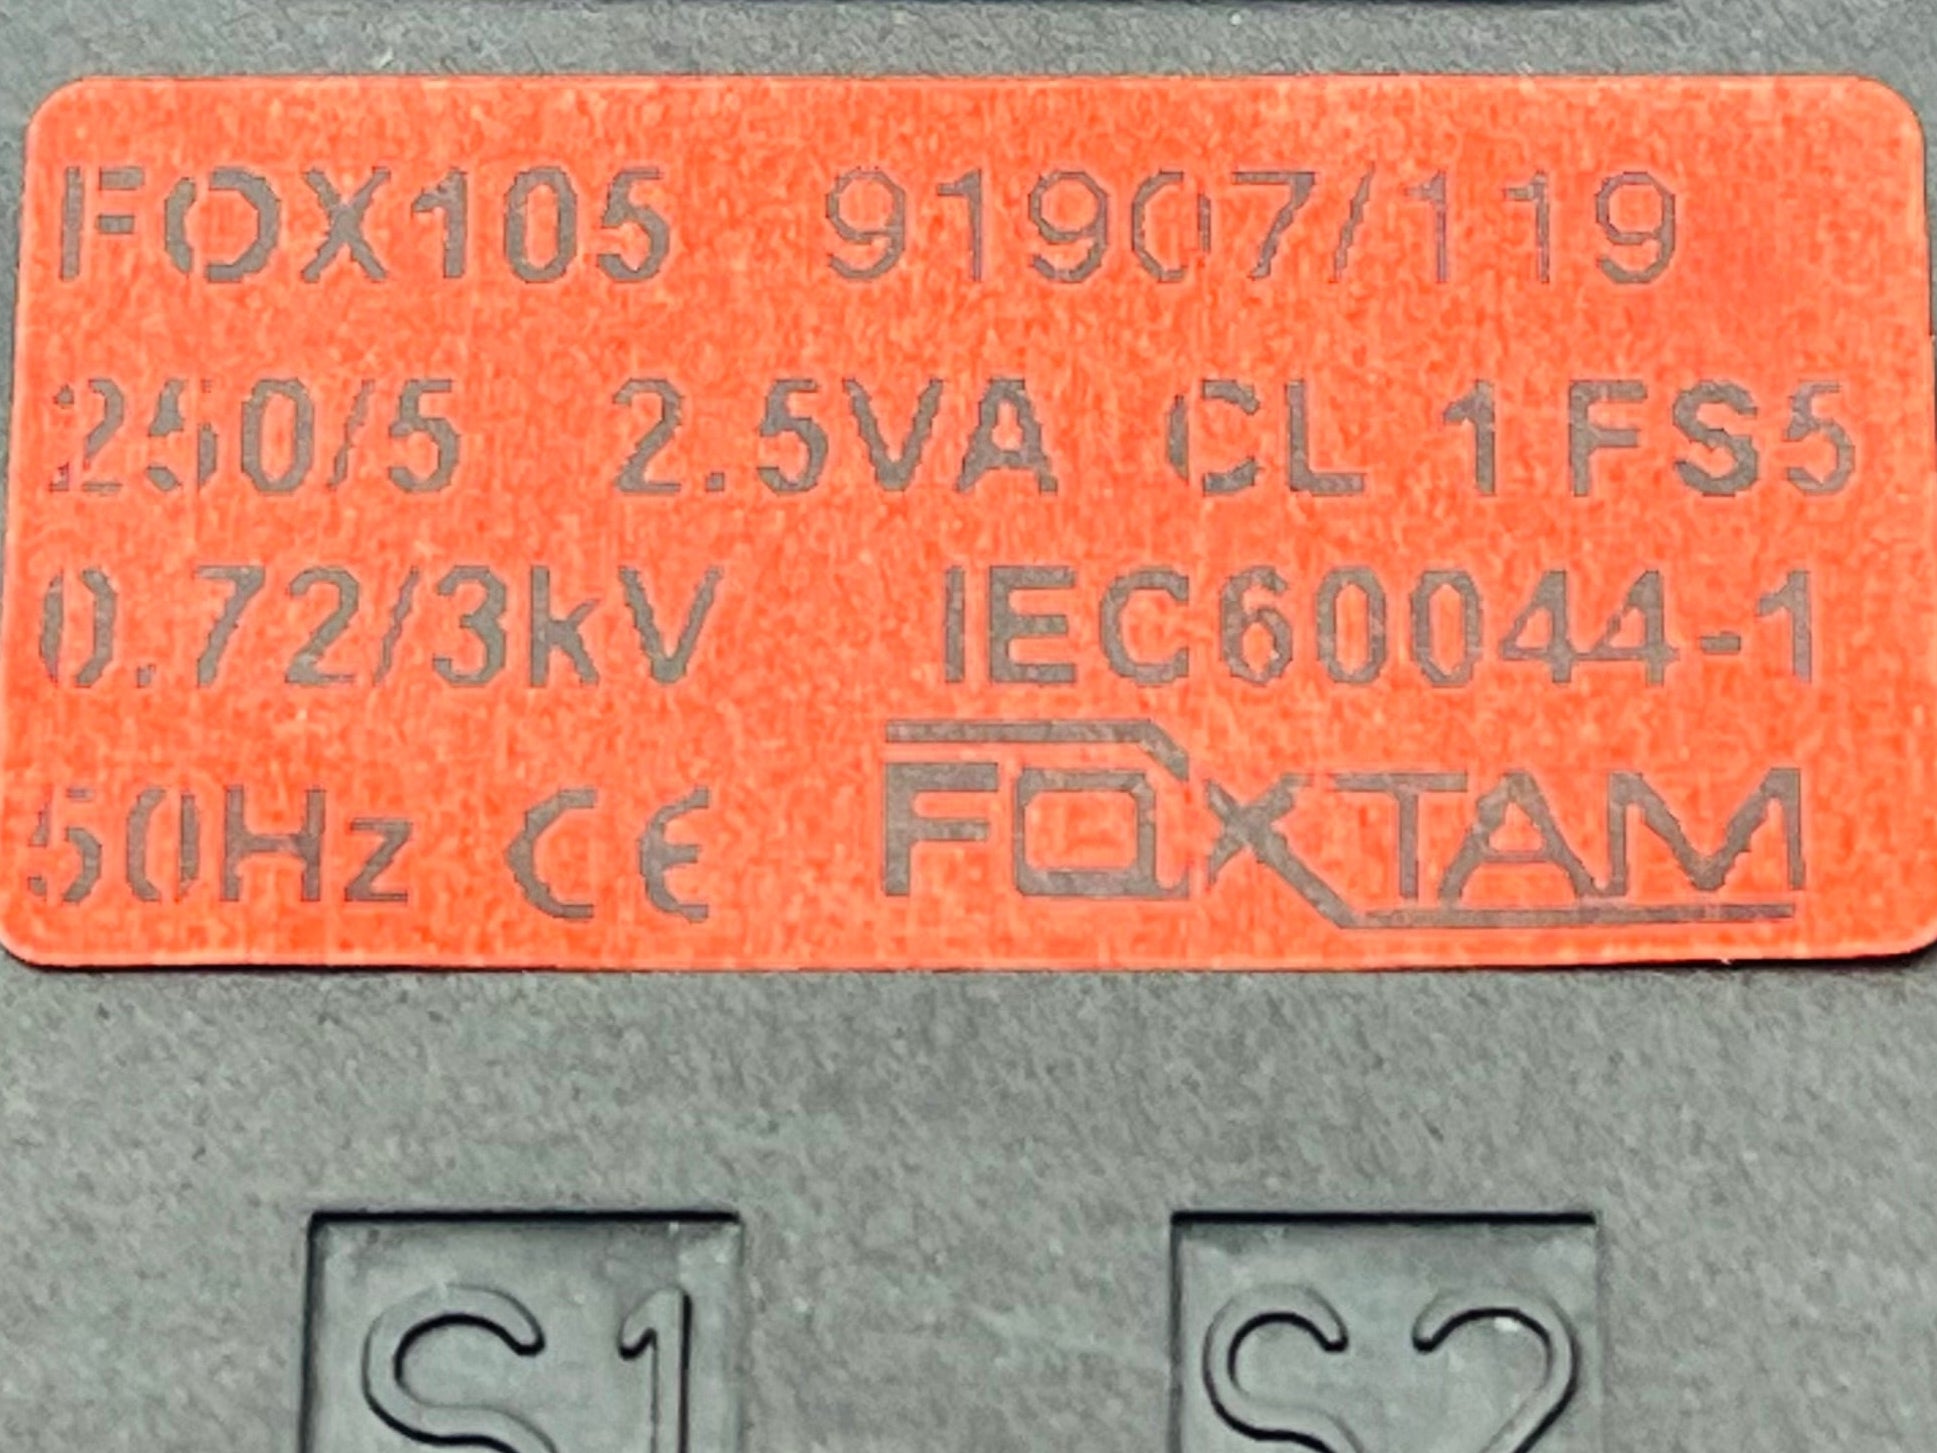 FOX105 91907/119
250/5 2.5VA CL 1 FS5
0.72/3kV IEC60044-1
50Hz CE FOXTAM
S1 S2